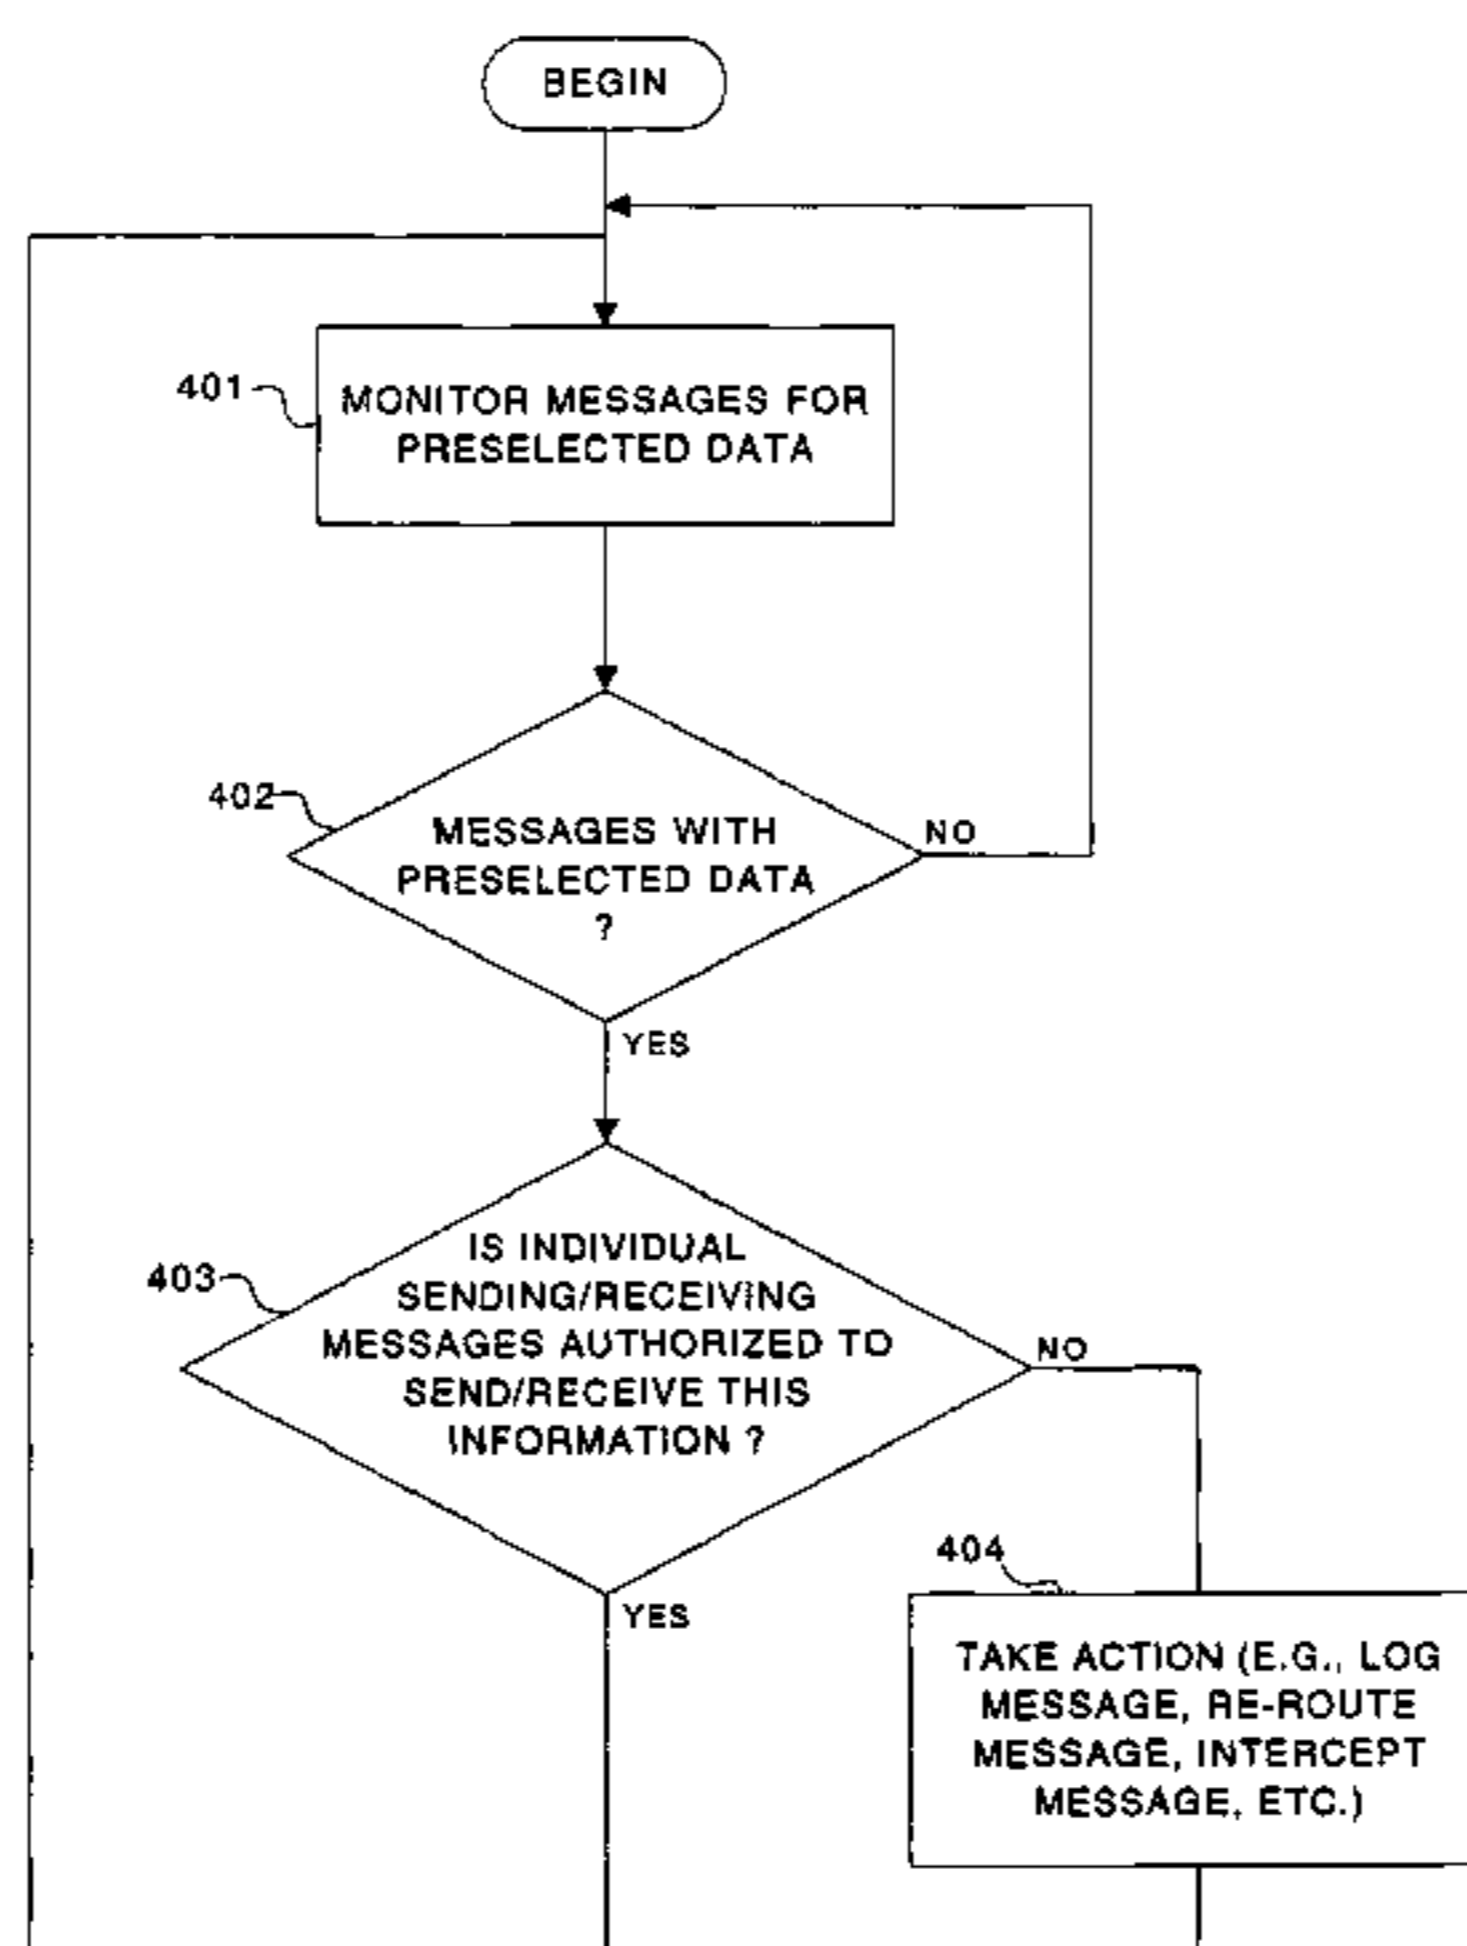 BEGIN
401
MONITOR MESSAGES FOR
PRESELECTED DATA
402
MESSAGES WITH
PRESELECTED DATA
?
NO
YES
403
IS INDIVIDUAL
SENDING/RECEIVING
MESSAGES AUTHORIZED TO
SEND/RECEIVE THIS
INFORMATION ?
NO
YES
404
TAKE ACTION (E.G., LOG
MESSAGE, RE-ROUTE
MESSAGE, INTERCEPT
MESSAGE, ETC.)